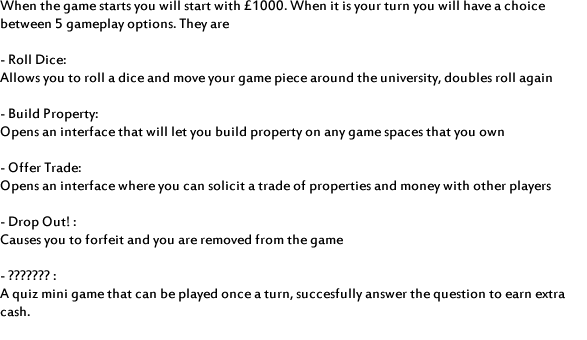 When the game starts you will start with £1000. When it is your turn you will have a choice
between 5 gameplay options. They are
- Roll Dice:
Allows you to roll a dice and move your game piece around the university, doubles roll again
- Build Property:
Opens an interface that will let you build property on any game spaces that you own
- Offer Trade:
Opens an interface where you can solicit a trade of properties and money with other players
- Drop Out! :
Causes you to forfeit and you are removed from the game
- ??????? :
A quiz mini game that can be played once a turn, succesfully answer the question to earn extra
cash.